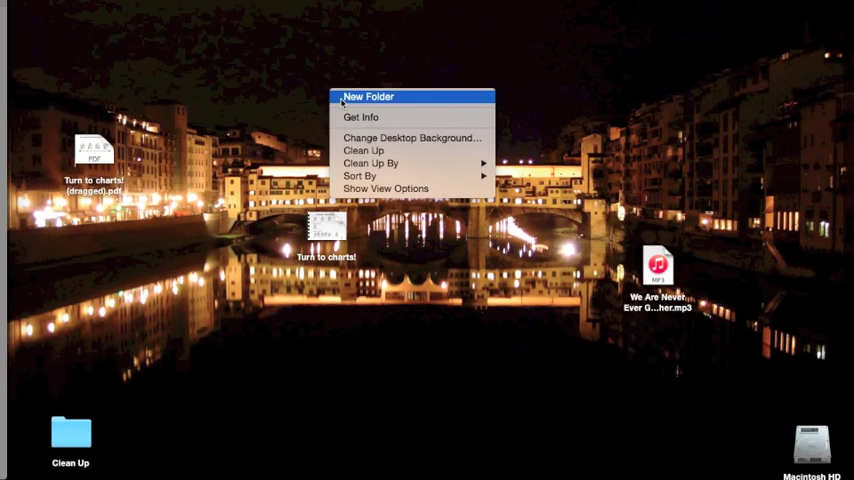 New Folder
Get Info
Change Desktop Background...
Clean Up
Clean Up By
Sort By
Show View Options
PDF
Turn to charts!
(dragged).pdf
Turn to charts!
MP3
We Are Never
Ever G...her.mp3
Clean Up
Macintosh HD